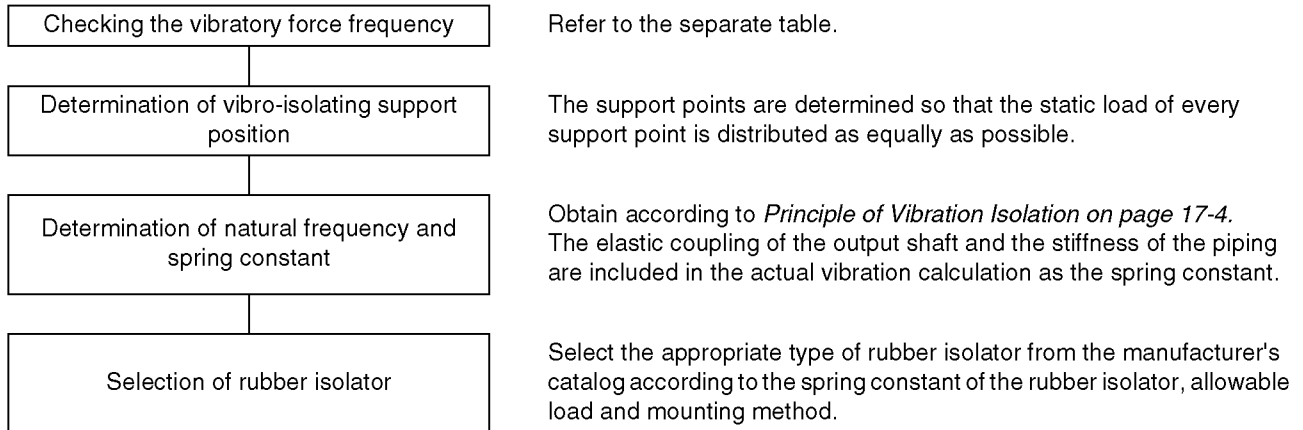 Checking the vibratory force frequency
Refer to the separate table.
Determination of vibro-isolating support
position
The support points are determined so that the static load of every
support point is distributed as equally as possible.
Determination of natural frequency and
spring constant
Obtain according to Principle of Vibration Isolation on page 17-4.
The elastic coupling of the output shaft and the stiffness of the piping
are included in the actual vibration calculation as the spring constant.
Selection of rubber isolator
Select the appropriate type of rubber isolator from the manufacturer's
catalog according to the spring constant of the rubber isolator, allowable
load and mounting method.